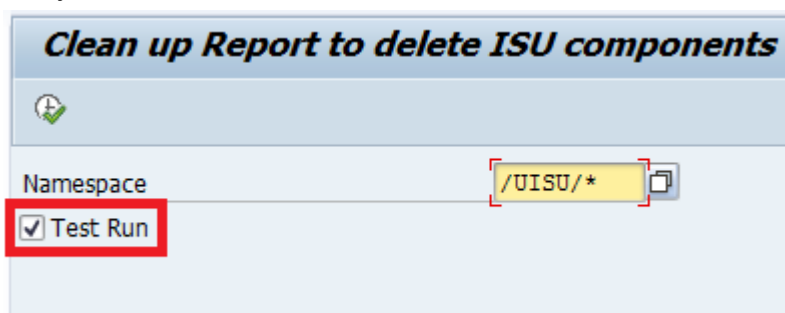 Clean up Report to delete ISU components
Namespace /UISU/*
Test Run